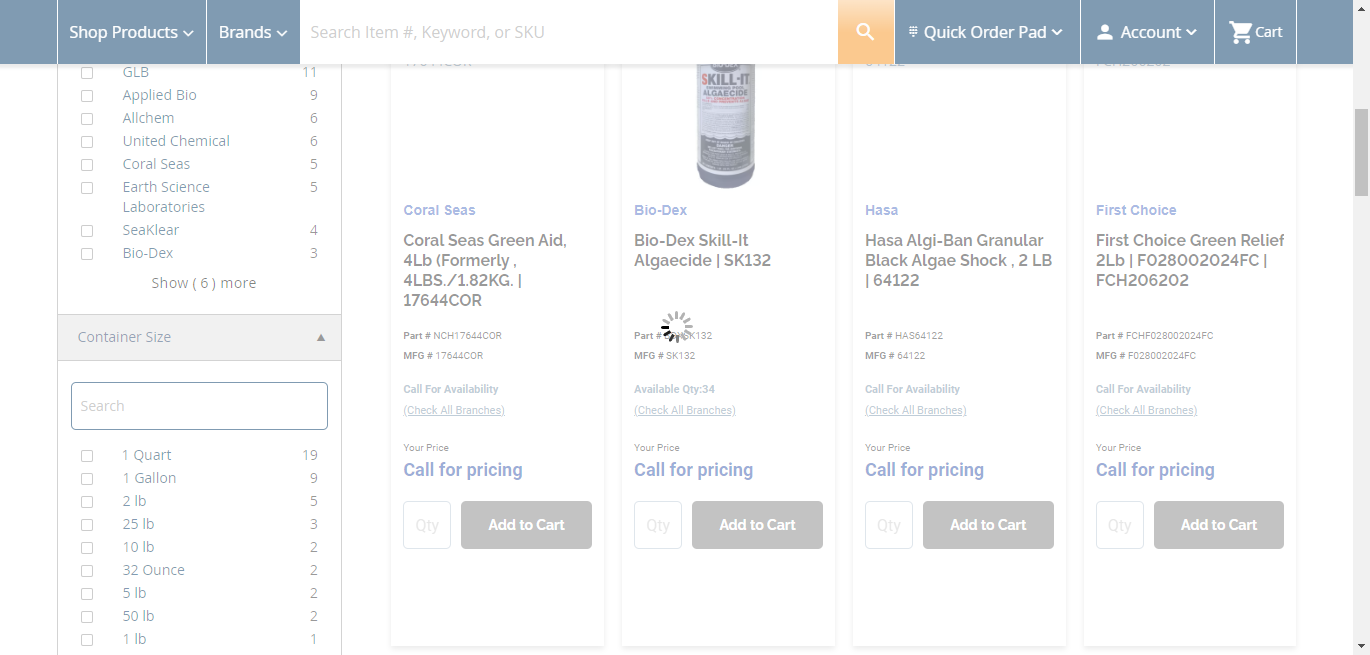 Shop Products
Brands
Search Item #, Keyword, or SKU
Quick Order Pad
Account
Cart
GLB 11
Applied Bio 9
Allchem 6
United Chemical 6
Coral Seas 5
Earth Science 5
Laboratories
SeaKlear 4
Bio-Dex 3
Show ( 6 ) more
Container Size
Search
1 Quart 19
1 Gallon 9
2 lb 5
25 lb 3
10 lb 2
32 Ounce 2
5 lb 2
50 lb 2
1 lb 1
Coral Seas
Coral Seas Green Aid,
4Lb (Formerly ,
4LBS./1.82KG. |
17644COR
Part # NCH17644COR
MFG # 17644COR
Call For Availability
(Check All Branches)
Your Price
Call for pricing
Qty
Add to Cart
SKILL-IT
ALGAECIDE
Bio-Dex
Bio-Dex Skill-It
Algaecide | SK132
Part #
MFG # SK132
Available Qty:34
(Check All Branches)
Your Price
Call for pricing
Qty
Add to Cart
Hasa
Hasa Algi-Ban Granular
Black Algae Shock , 2 LB
| 64122
Part # HAS64122
MFG # 64122
Call For Availability
(Check All Branches)
Your Price
Call for pricing
Qty
Add to Cart
First Choice
First Choice Green Relief
2Lb | F028002024FC |
FCH206202
Part # FCHF028002024FC
MFG # F028002024FC
Call For Availability
(Check All Branches)
Your Price
Call for pricing
Qty
Add to Cart